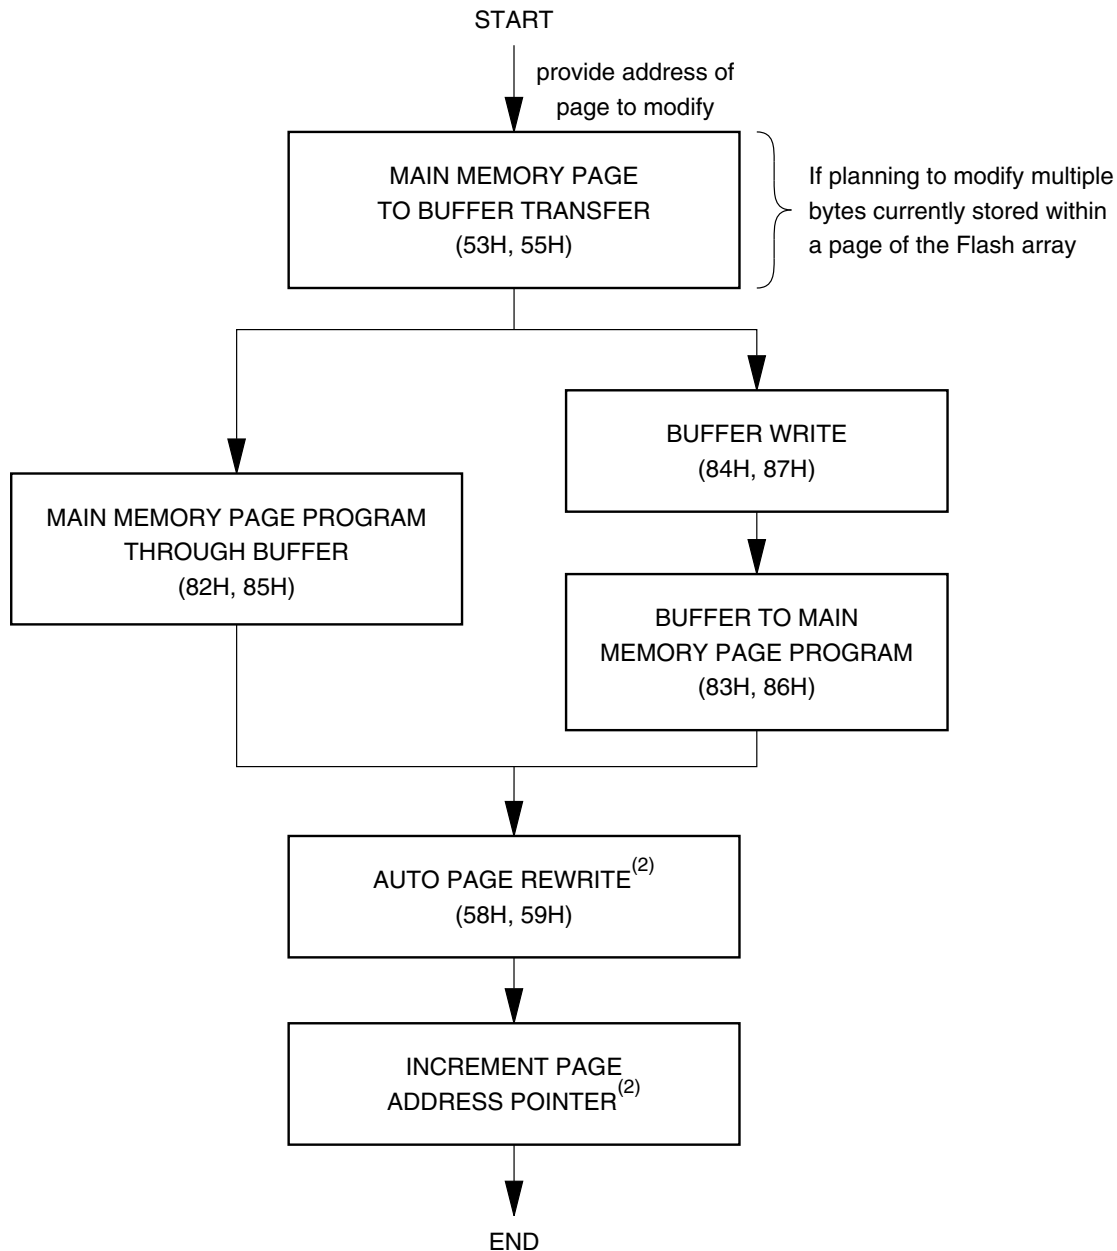 START
provide address of
page to modify
MAIN MEMORY PAGE
TO BUFFER TRANSFER
(53H, 55H)
If planning to modify multiple
bytes currently stored within
a page of the Flash array
BUFFER WRITE
(84H, 87H)
MAIN MEMORY PAGE PROGRAM
THROUGH BUFFER
(82H, 85H)
BUFFER TO MAIN
MEMORY PAGE PROGRAM
(83H, 86H)
AUTO PAGE REWRITE(2)
(58H, 59H)
INCREMENT PAGE
ADDRESS POINTER(2)
END